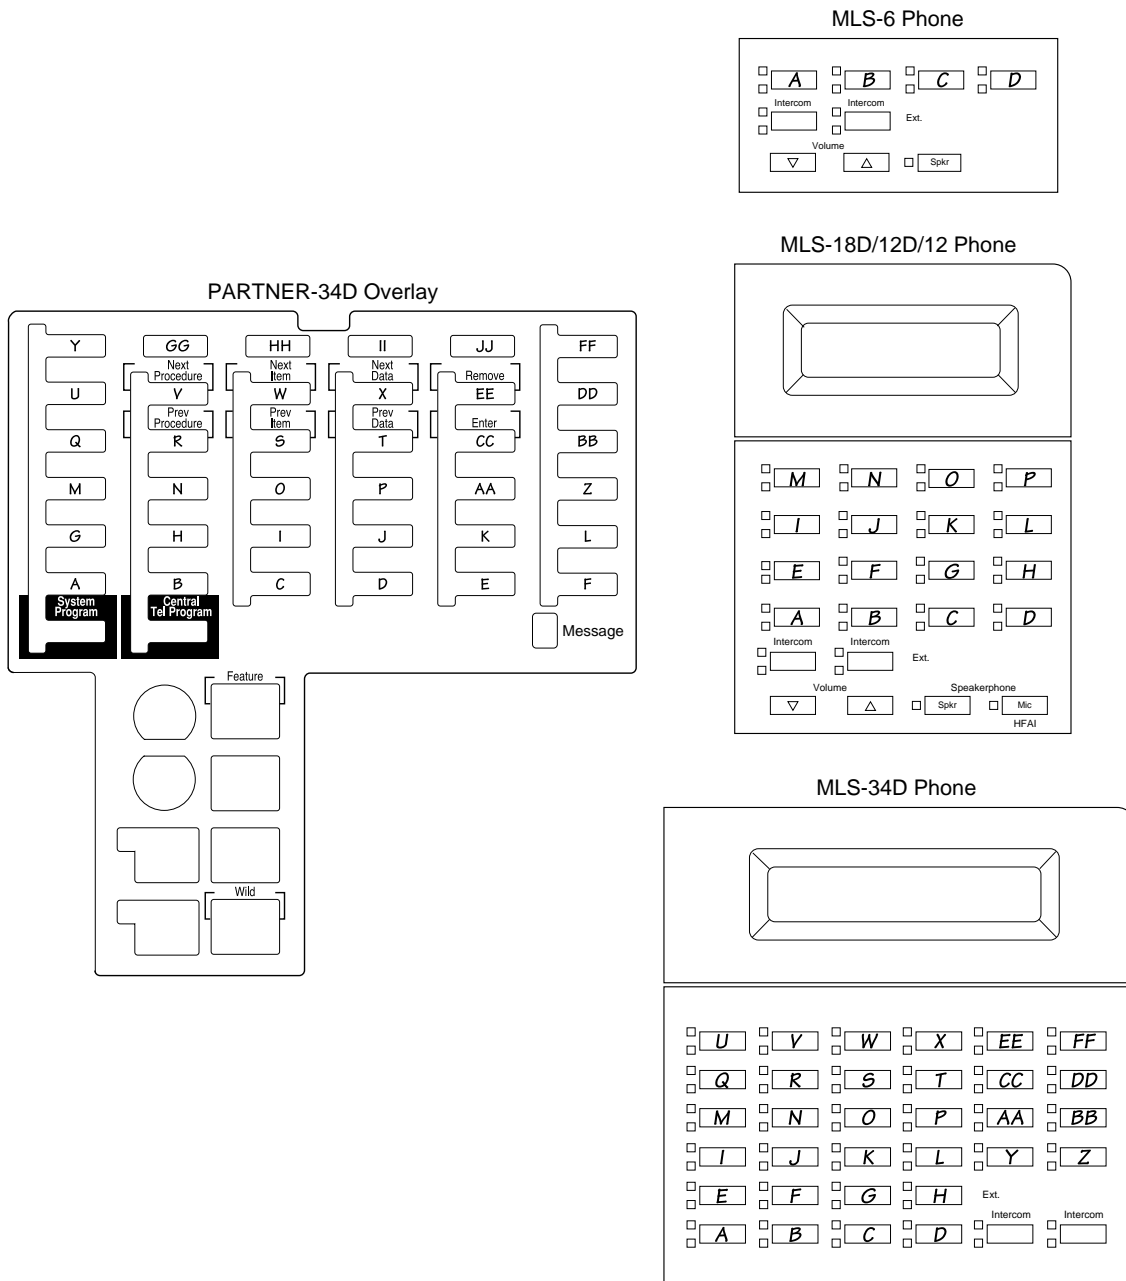 MLS-6 Phone
A B C D
Intercom Intercom Ext.
Volume
Spkr
MLS-18D/12D/12 Phone
M N O P
I J K L
E F G H
A B C D
Intercom Intercom Ext.
Volume Speakerphone
Spkr Mic
HFAI
PARTNER-34D Overlay
Y GG HH II JJ FF
Next Procedure Next Item Next Data Remove
U V W X EE DD
Prev Procedure Prev Item Prev Data Enter
Q R S T CC BB
M N O P AA Z
G H I J K L
A B C D E F
System Program Central Tel Program
Message
Feature
Wild
MLS-34D Phone
U V W X EE FF
Q R S T CC DD
M N O P AA BB
I J K L Y Z
E F G H Ext.
Intercom Intercom
A B C D